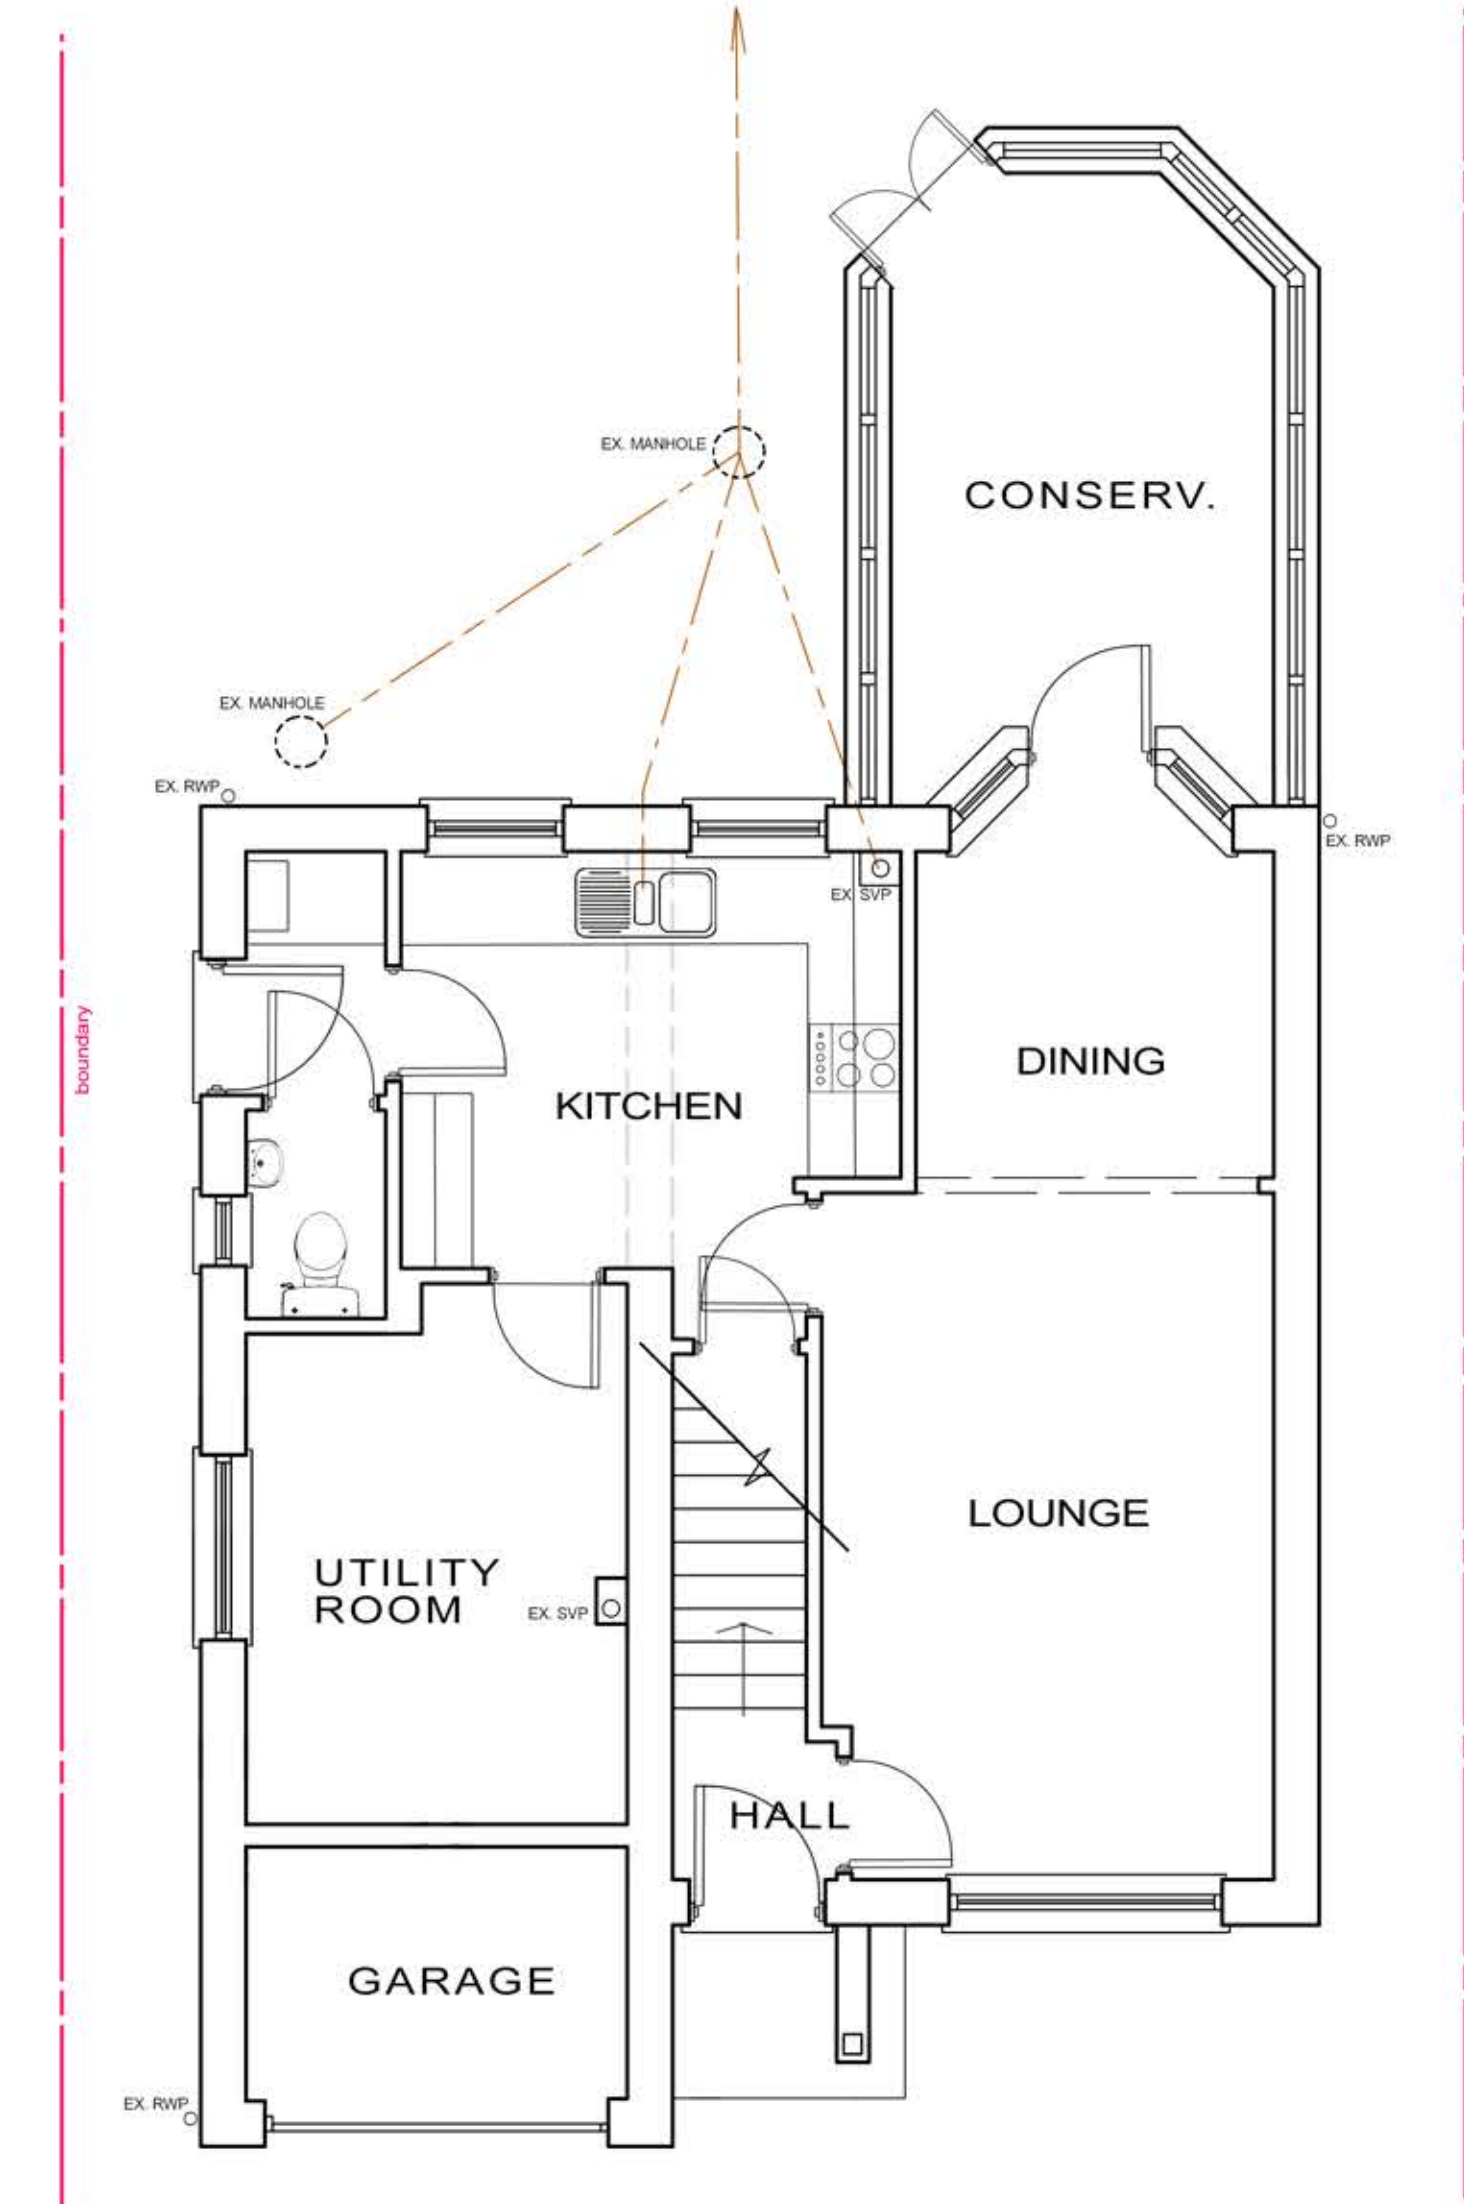 EX. MANHOLE
CONSERV.
EX. MANHOLE
EX. RWP
EX. RWP
EX. SVP
boundary
DINING
KITCHEN
LOUNGE
UTILITY
ROOM
EX. SVP
HALL
GARAGE
EX. RWP